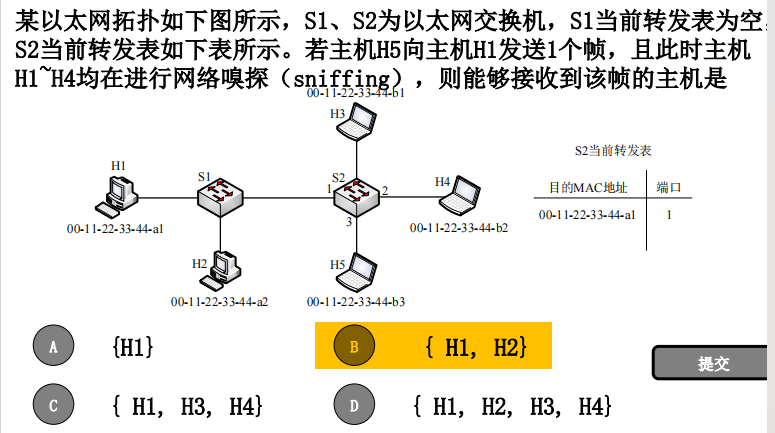 某以太网拓扑如下图所示，S1、S2为以太网交换机，S1当前转发表为空，
S2当前转发表如下表所示。若主机H5向主机H1发送1个帧，且此时主机
H1~H4均在进行网络嗅探（sniffing），则能够接收到该帧的主机是
00-11-22-33-44-b1
H3
S2当前转发表
H1
S1
S2
H4
目的MAC地址 端口
1
2
00-11-22-33-44-a1 1
00-11-22-33-44-a1
3
00-11-22-33-44-b2
H2
H5
00-11-22-33-44-a2
00-11-22-33-44-b3
A {H1}
B { H1, H2}
提交
C { H1, H3, H4}
D { H1, H2, H3, H4}